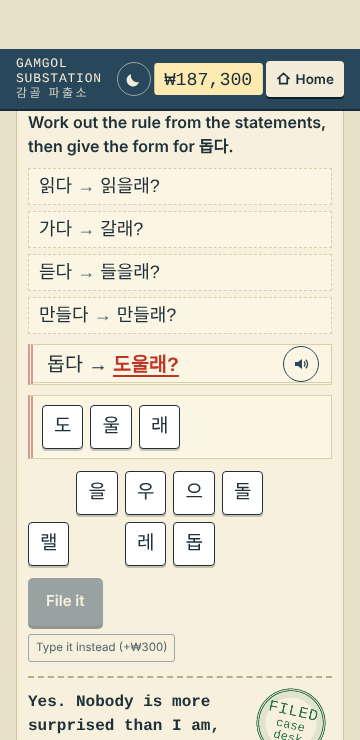 GAMGOL
SUBSTATION
감골 파출소
₩187,300
Home
Work out the rule from the statements,
then give the form for 돕다.
읽다 → 읽을래?
가다 → 갈래?
듣다 → 들을래?
만들다 → 만들래?
돕다 → 도울래?
도 울 래
을 우 으 돌
랠 레 돕
File it
Type it instead (+₩300)
Yes. Nobody is more
surprised than I am,
FILED
case
desk